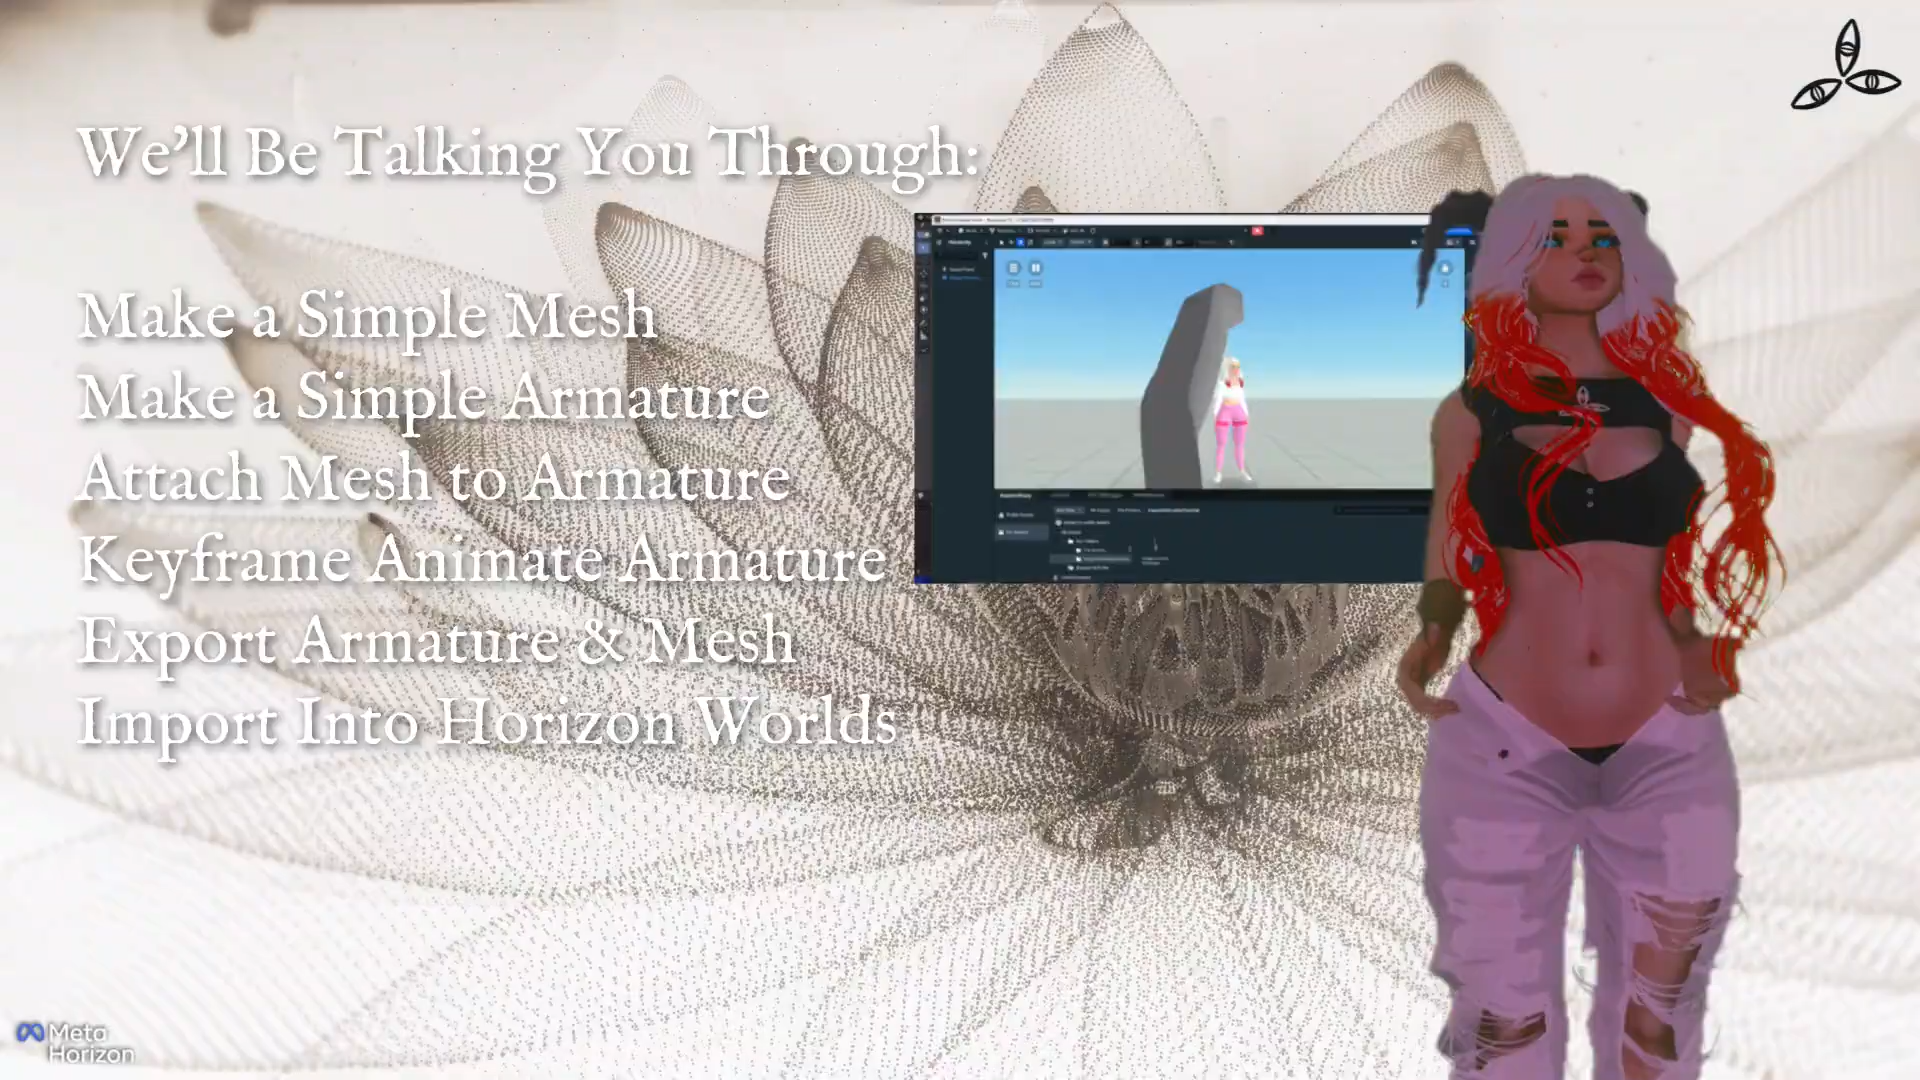 We'll Be Talking You Through:
Make a Simple Mesh
Make a Simple Armature
Attach Mesh to Armature
Keyframe Animate Armature
Export Armature & Mesh
Import Into Horizon Worlds
Meta
Horizon